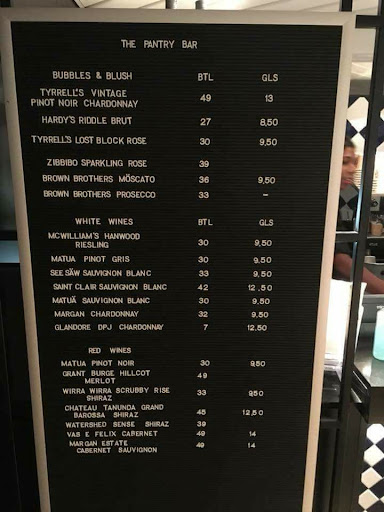 THE PANTRY BAR
BUBBLES & BLUSH BTL GLS
TYRRELL'S VINTAGE
PINOT NOIR CHARDONNAY 49 13
HARDY'S RIDDLE BRUT 27 8,50
TYRRELL'S LOST BLOCK ROSE 30 9,50
ZIBBIBO SPARKLING ROSE 39
BROWN BROTHERS MOSCATO 36 9,50
BROWN BROTHERS PROSECCO 33 –
WHITE WINES BTL GLS
MCWILLIAM'S HANWOOD
RIESLING 30 9,50
MATUA PINOT GRIS 30 9,50
SEE SAW SAUVIGNON BLANC 33 9,50
SAINT CLAIR SAUVIGNON BLANC 42 12,50
MATUA SAUVIGNON BLANC 30 9,50
MARGAN CHARDONNAY 32 9,50
GLANDORE DPJ CHARDONNAY 7 12,50
RED WINES
MATUA PINOT NOIR 30 9,50
GRANT BURGE HILLCOT
MERLOT 49
WIRRA WIRRA SCRUBBY RISE
SHIRAZ 33 9,50
CHATEAU TANUNDA GRAND
BAROSSA SHIRAZ 45 12,50
WATERSHED SENSE SHIRAZ 39
VAS E FELIX CABERNET 49 14
MARGAN ESTATE
CABERNET SAUVIGNON 49 14